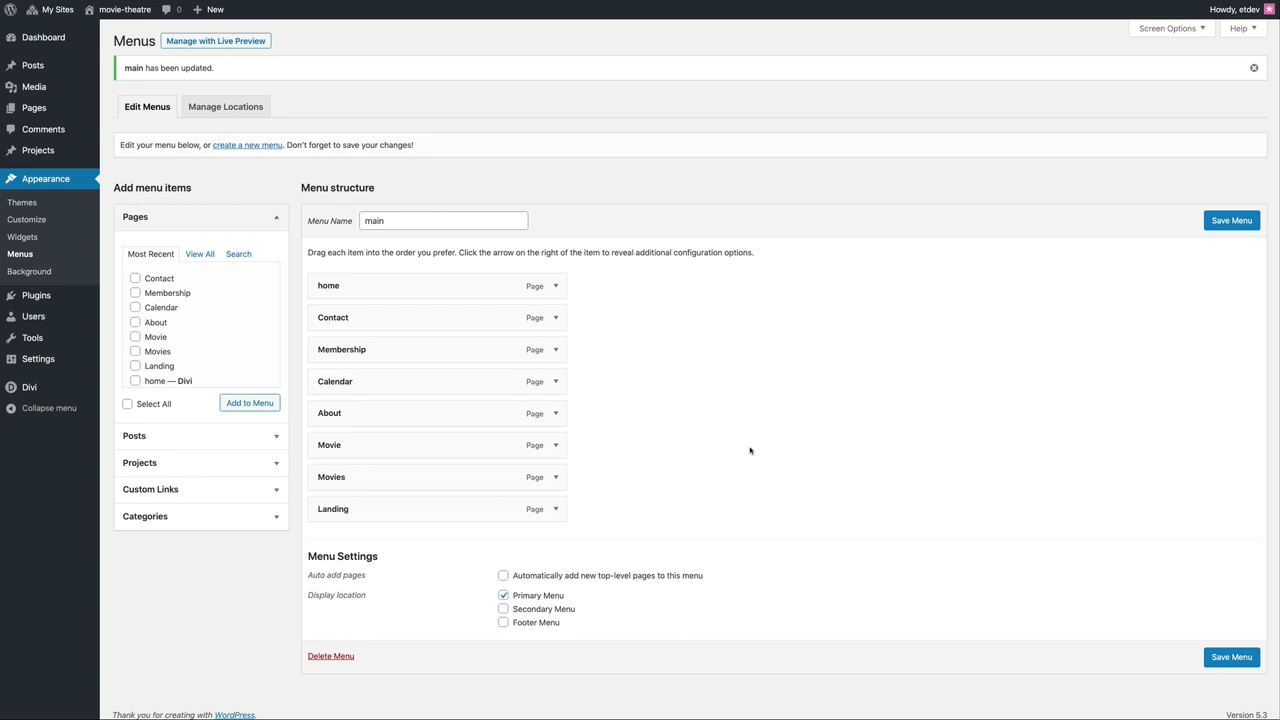 My Sites
movie-theatre
0
New
Howdy, etdev
Dashboard
Posts
Media
Pages
Comments
Projects
Appearance
Themes
Customize
Widgets
Menus
Background
Plugins
Users
Tools
Settings
Divi
Collapse menu
Menus
Manage with Live Preview
Screen Options
Help
main has been updated.
Edit Menus
Manage Locations
Edit your menu below, or create a new menu. Don't forget to save your changes!
Add menu items
Pages
Most Recent
View All
Search
Contact
Membership
Calendar
About
Movie
Movies
Landing
home — Divi
Select All
Add to Menu
Posts
Projects
Custom Links
Categories
Menu structure
Menu Name
main
Save Menu
Drag each item into the order you prefer. Click the arrow on the right of the item to reveal additional configuration options.
home Page
Contact Page
Membership Page
Calendar Page
About Page
Movie Page
Movies Page
Landing Page
Menu Settings
Auto add pages
Automatically add new top-level pages to this menu
Display location
Primary Menu
Secondary Menu
Footer Menu
Delete Menu
Save Menu
Thank you for creating with WordPress.
Version 5.3